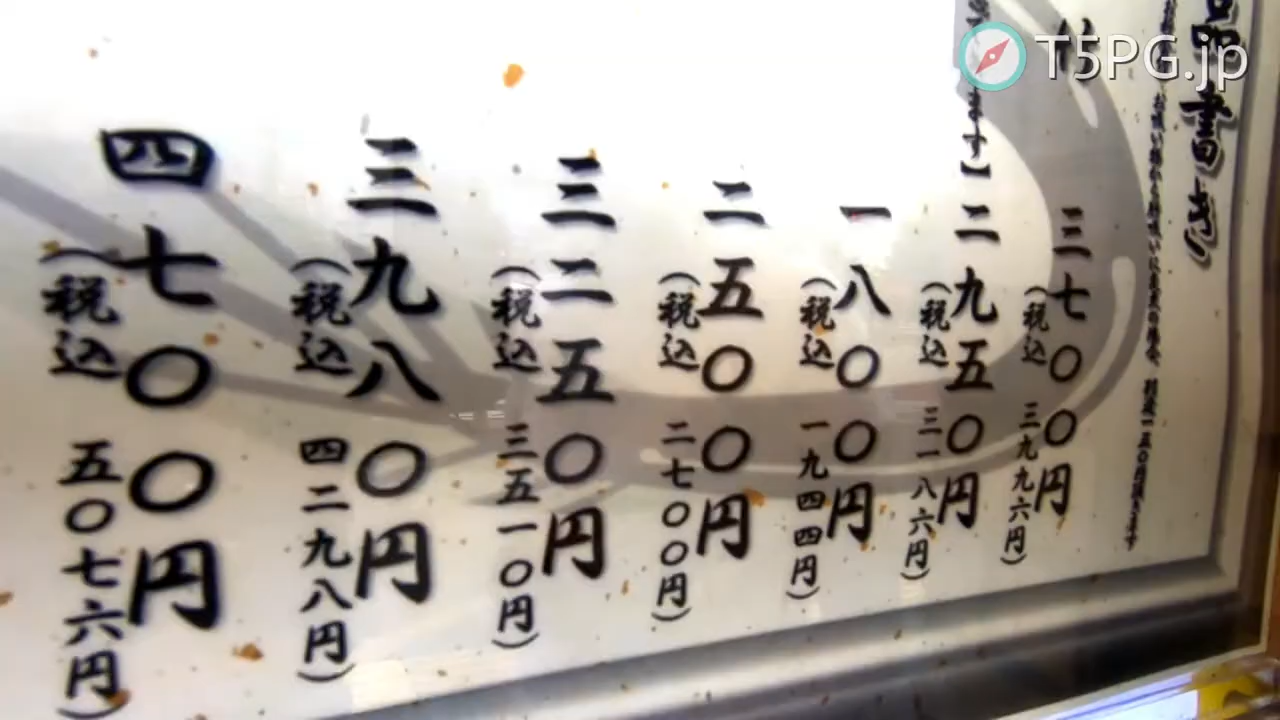 T5PG.jp
書き
竹
三七〇〇円
(税込 三九九六円)
ます】二九五〇円
(税込 三一八六円)
一八〇〇円
(税込 一九四四円)
二五〇〇円
(税込 二七〇〇円)
三二五〇円
(税込 三五一〇円)
三九八〇円
(税込 四二九八円)
四七〇〇円
(税込 五〇七六円)